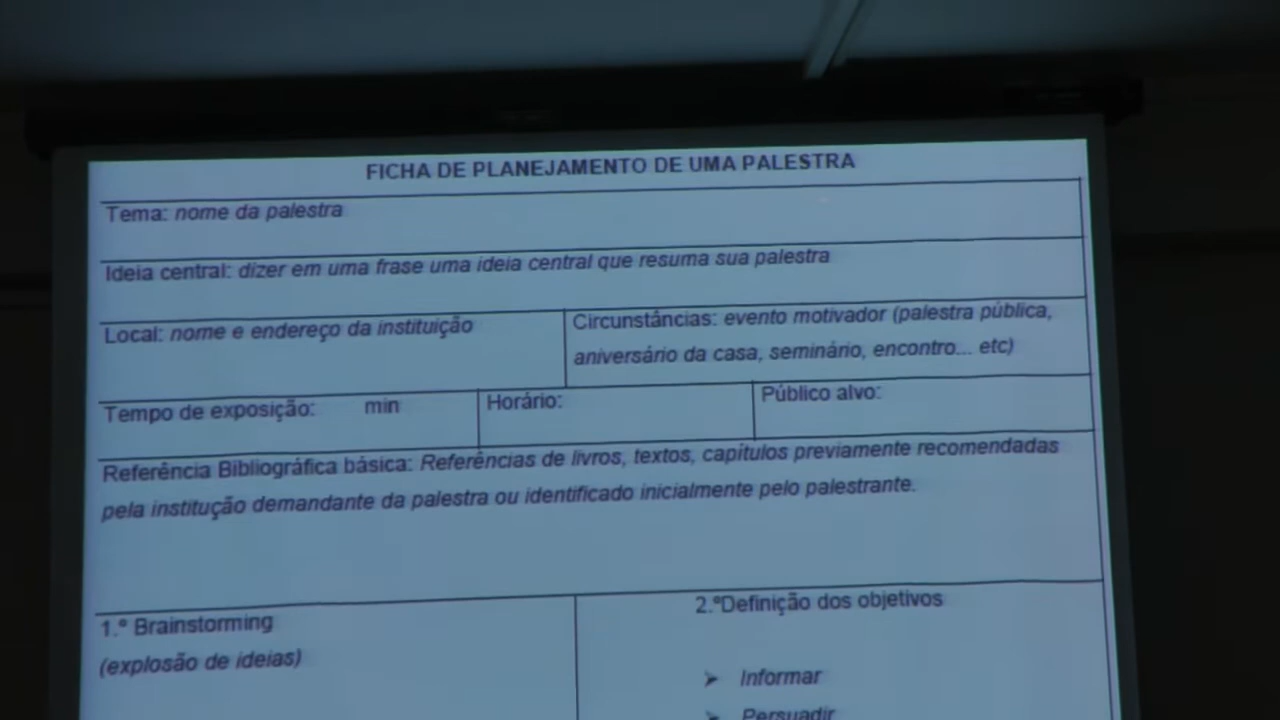 FICHA DE PLANEJAMENTO DE UMA PALESTRA
Tema: nome da palestra
Ideia central: dizer em uma frase uma ideia central que resuma sua palestra
Local: nome e endereço da instituição
Circunstâncias: evento motivador (palestra pública,
aniversário da casa, seminário, encontro... etc)
Tempo de exposição: min
Horário:
Público alvo:
Referência Bibliográfica básica: Referências de livros, textos, capítulos previamente recomendadas
pela institução demandante da palestra ou identificado inicialmente pelo palestrante.
1.º Brainstorming
(explosão de ideias)
2.ºDefinição dos objetivos
➢ Informar
➢ Persuadir